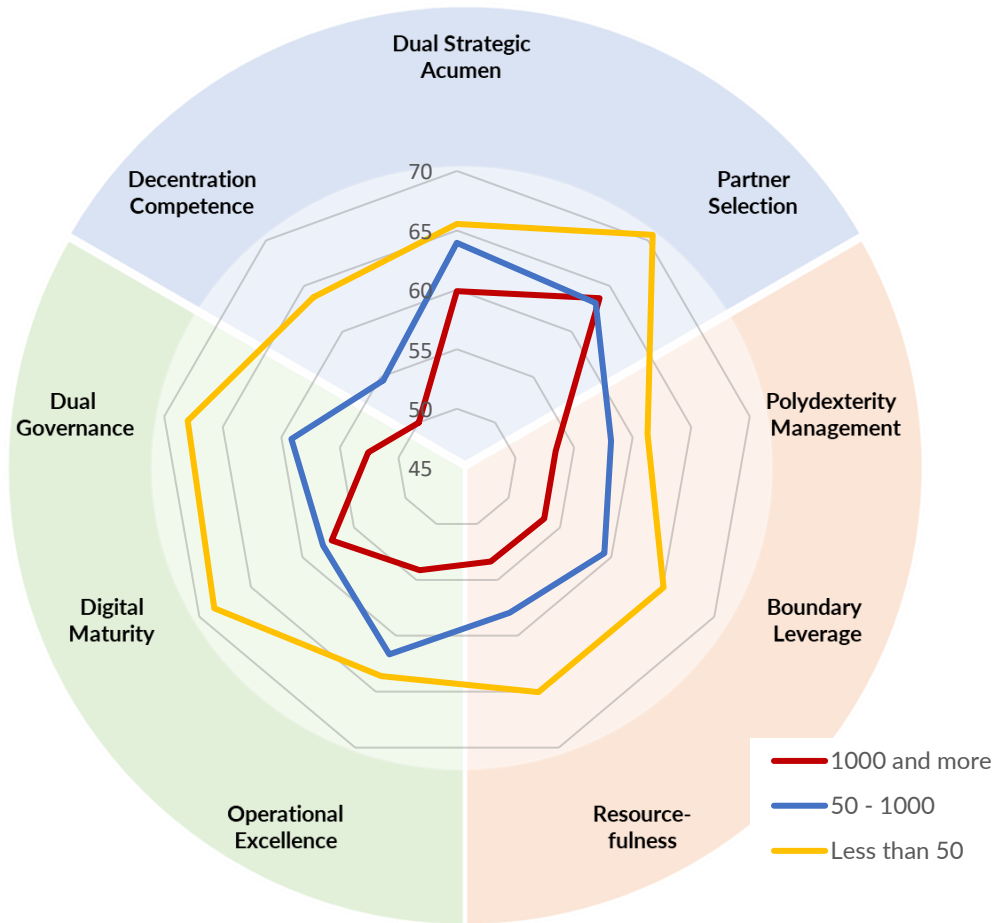 Dual Strategic
Acumen
Decentration
Competence
Partner
Selection
70
65
60
55
50
45
Dual
Governance
Polydexterity
Management
Digital
Maturity
Boundary
Leverage
Operational
Excellence
Resource-
fulness
1000 and more
50 - 1000
Less than 50